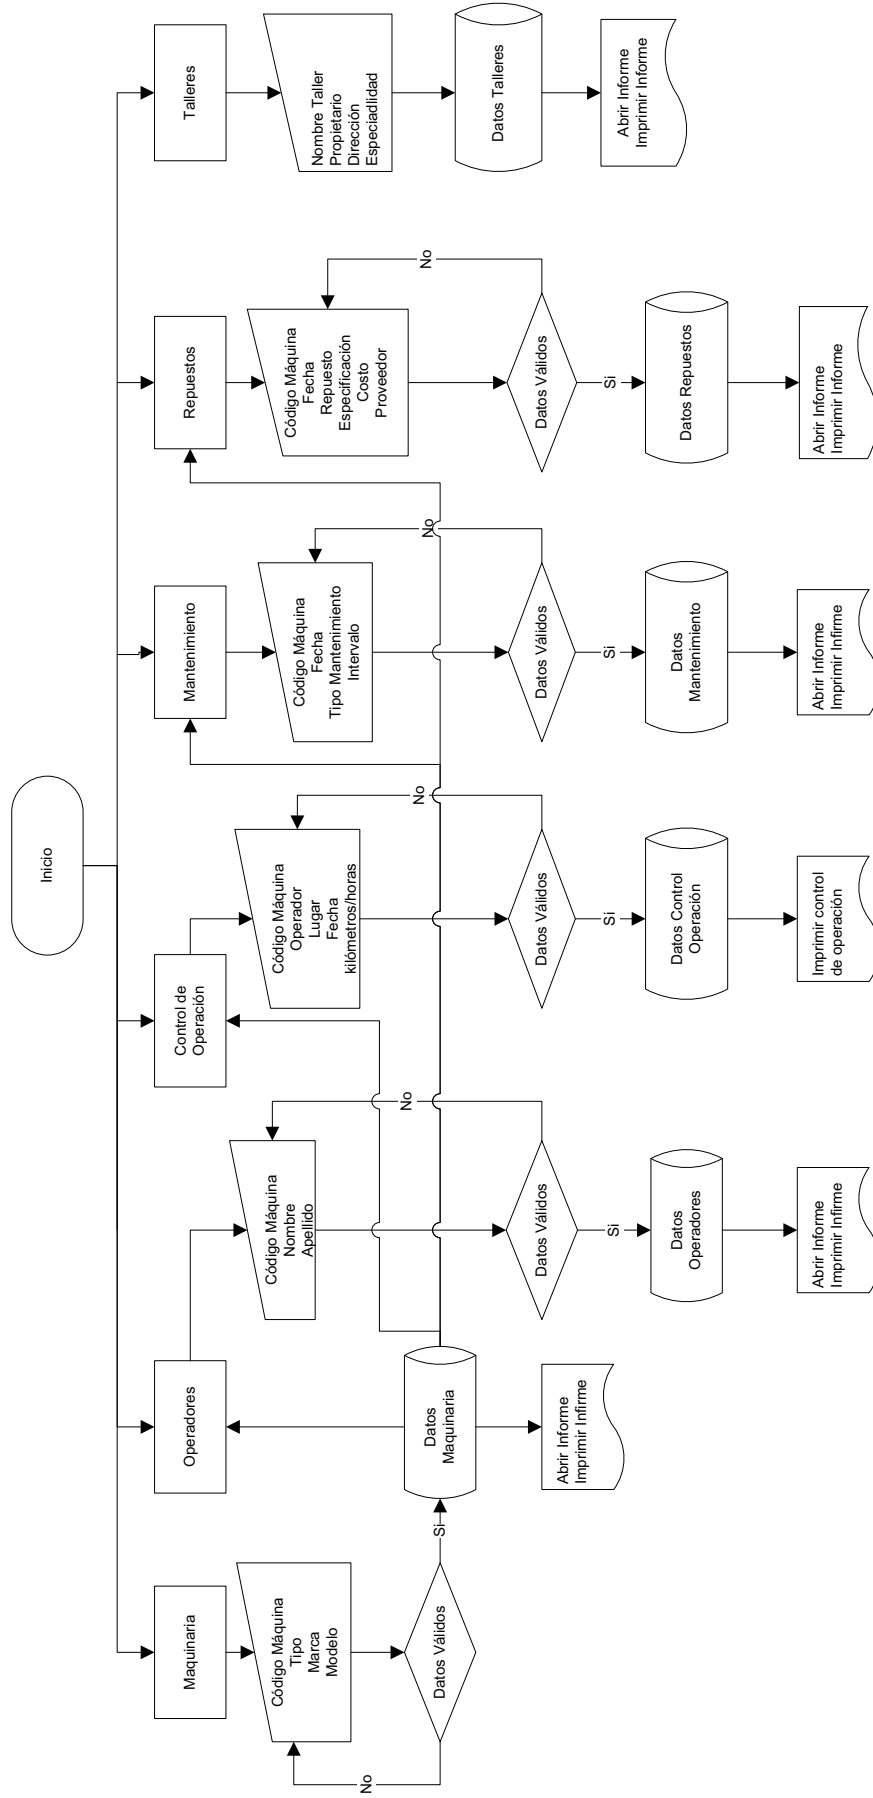 Inicio
Maquinaria
Operadores
Control de
Operación
Mantenimiento
Repuestos
Talleres
Código Máquina
Tipo
Marca
Modelo
Código Máquina
Nombre
Apellido
Código Máquina
Operador
Lugar
Fecha
kilómetros/horas
Código Máquina
Fecha
Tipo Mantenimiento
Intervalo
Código Máquina
Fecha
Repuesto
Especificación
Costo
Proveedor
Nombre Taller
Propietario
Dirección
Especiadlidad
No
No
No
No
No
Datos Válidos
Datos Válidos
Datos Válidos
Datos Válidos
Datos Válidos
Si
Si
Si
Si
Si
Datos
Maquinaria
Datos
Operadores
Datos Control
Operación
Datos
Mantenimiento
Datos Repuestos
Datos Talleres
Abrir Informe
Imprimir Infirme
Abrir Informe
Imprimir Infirme
Imprimir control
de operación
Abrir Informe
Imprimir Infirme
Abrir Informe
Imprimir Informe
Abrir Informe
Imprimir Informe